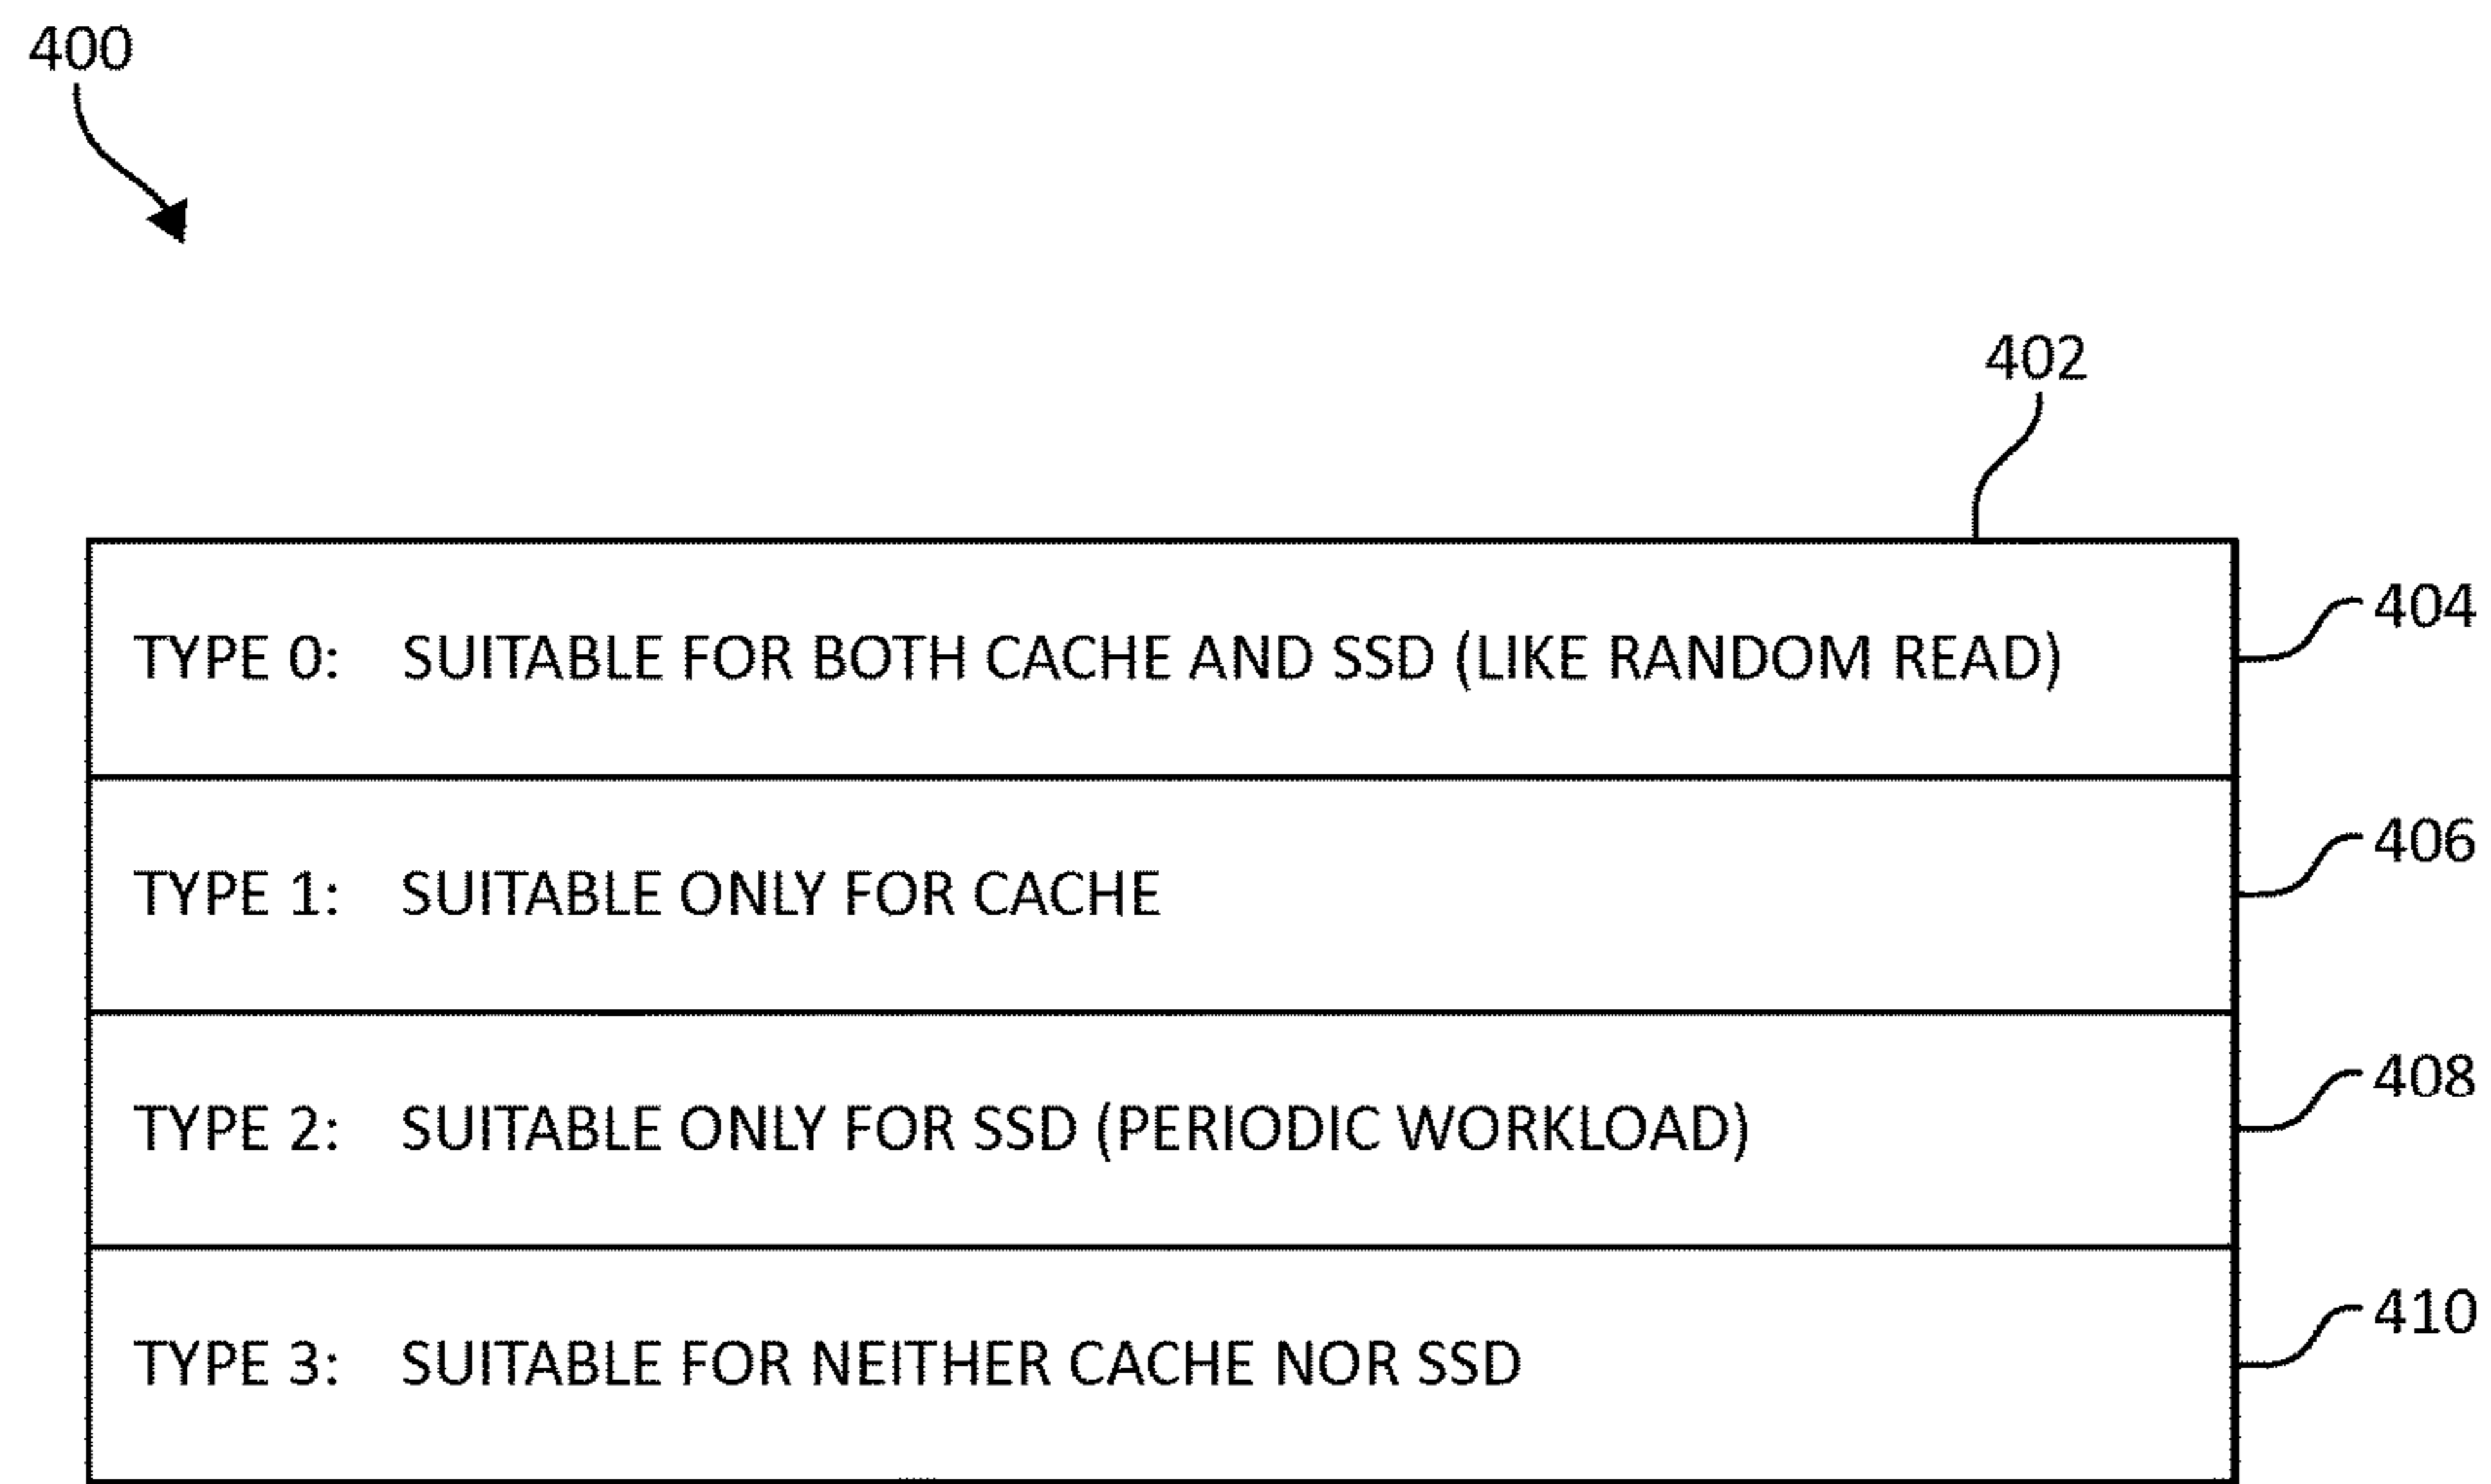 400
402
TYPE 0: SUITABLE FOR BOTH CACHE AND SSD (LIKE RANDOM READ)
404
TYPE 1: SUITABLE ONLY FOR CACHE
406
TYPE 2: SUITABLE ONLY FOR SSD (PERIODIC WORKLOAD)
408
TYPE 3: SUITABLE FOR NEITHER CACHE NOR SSD
410